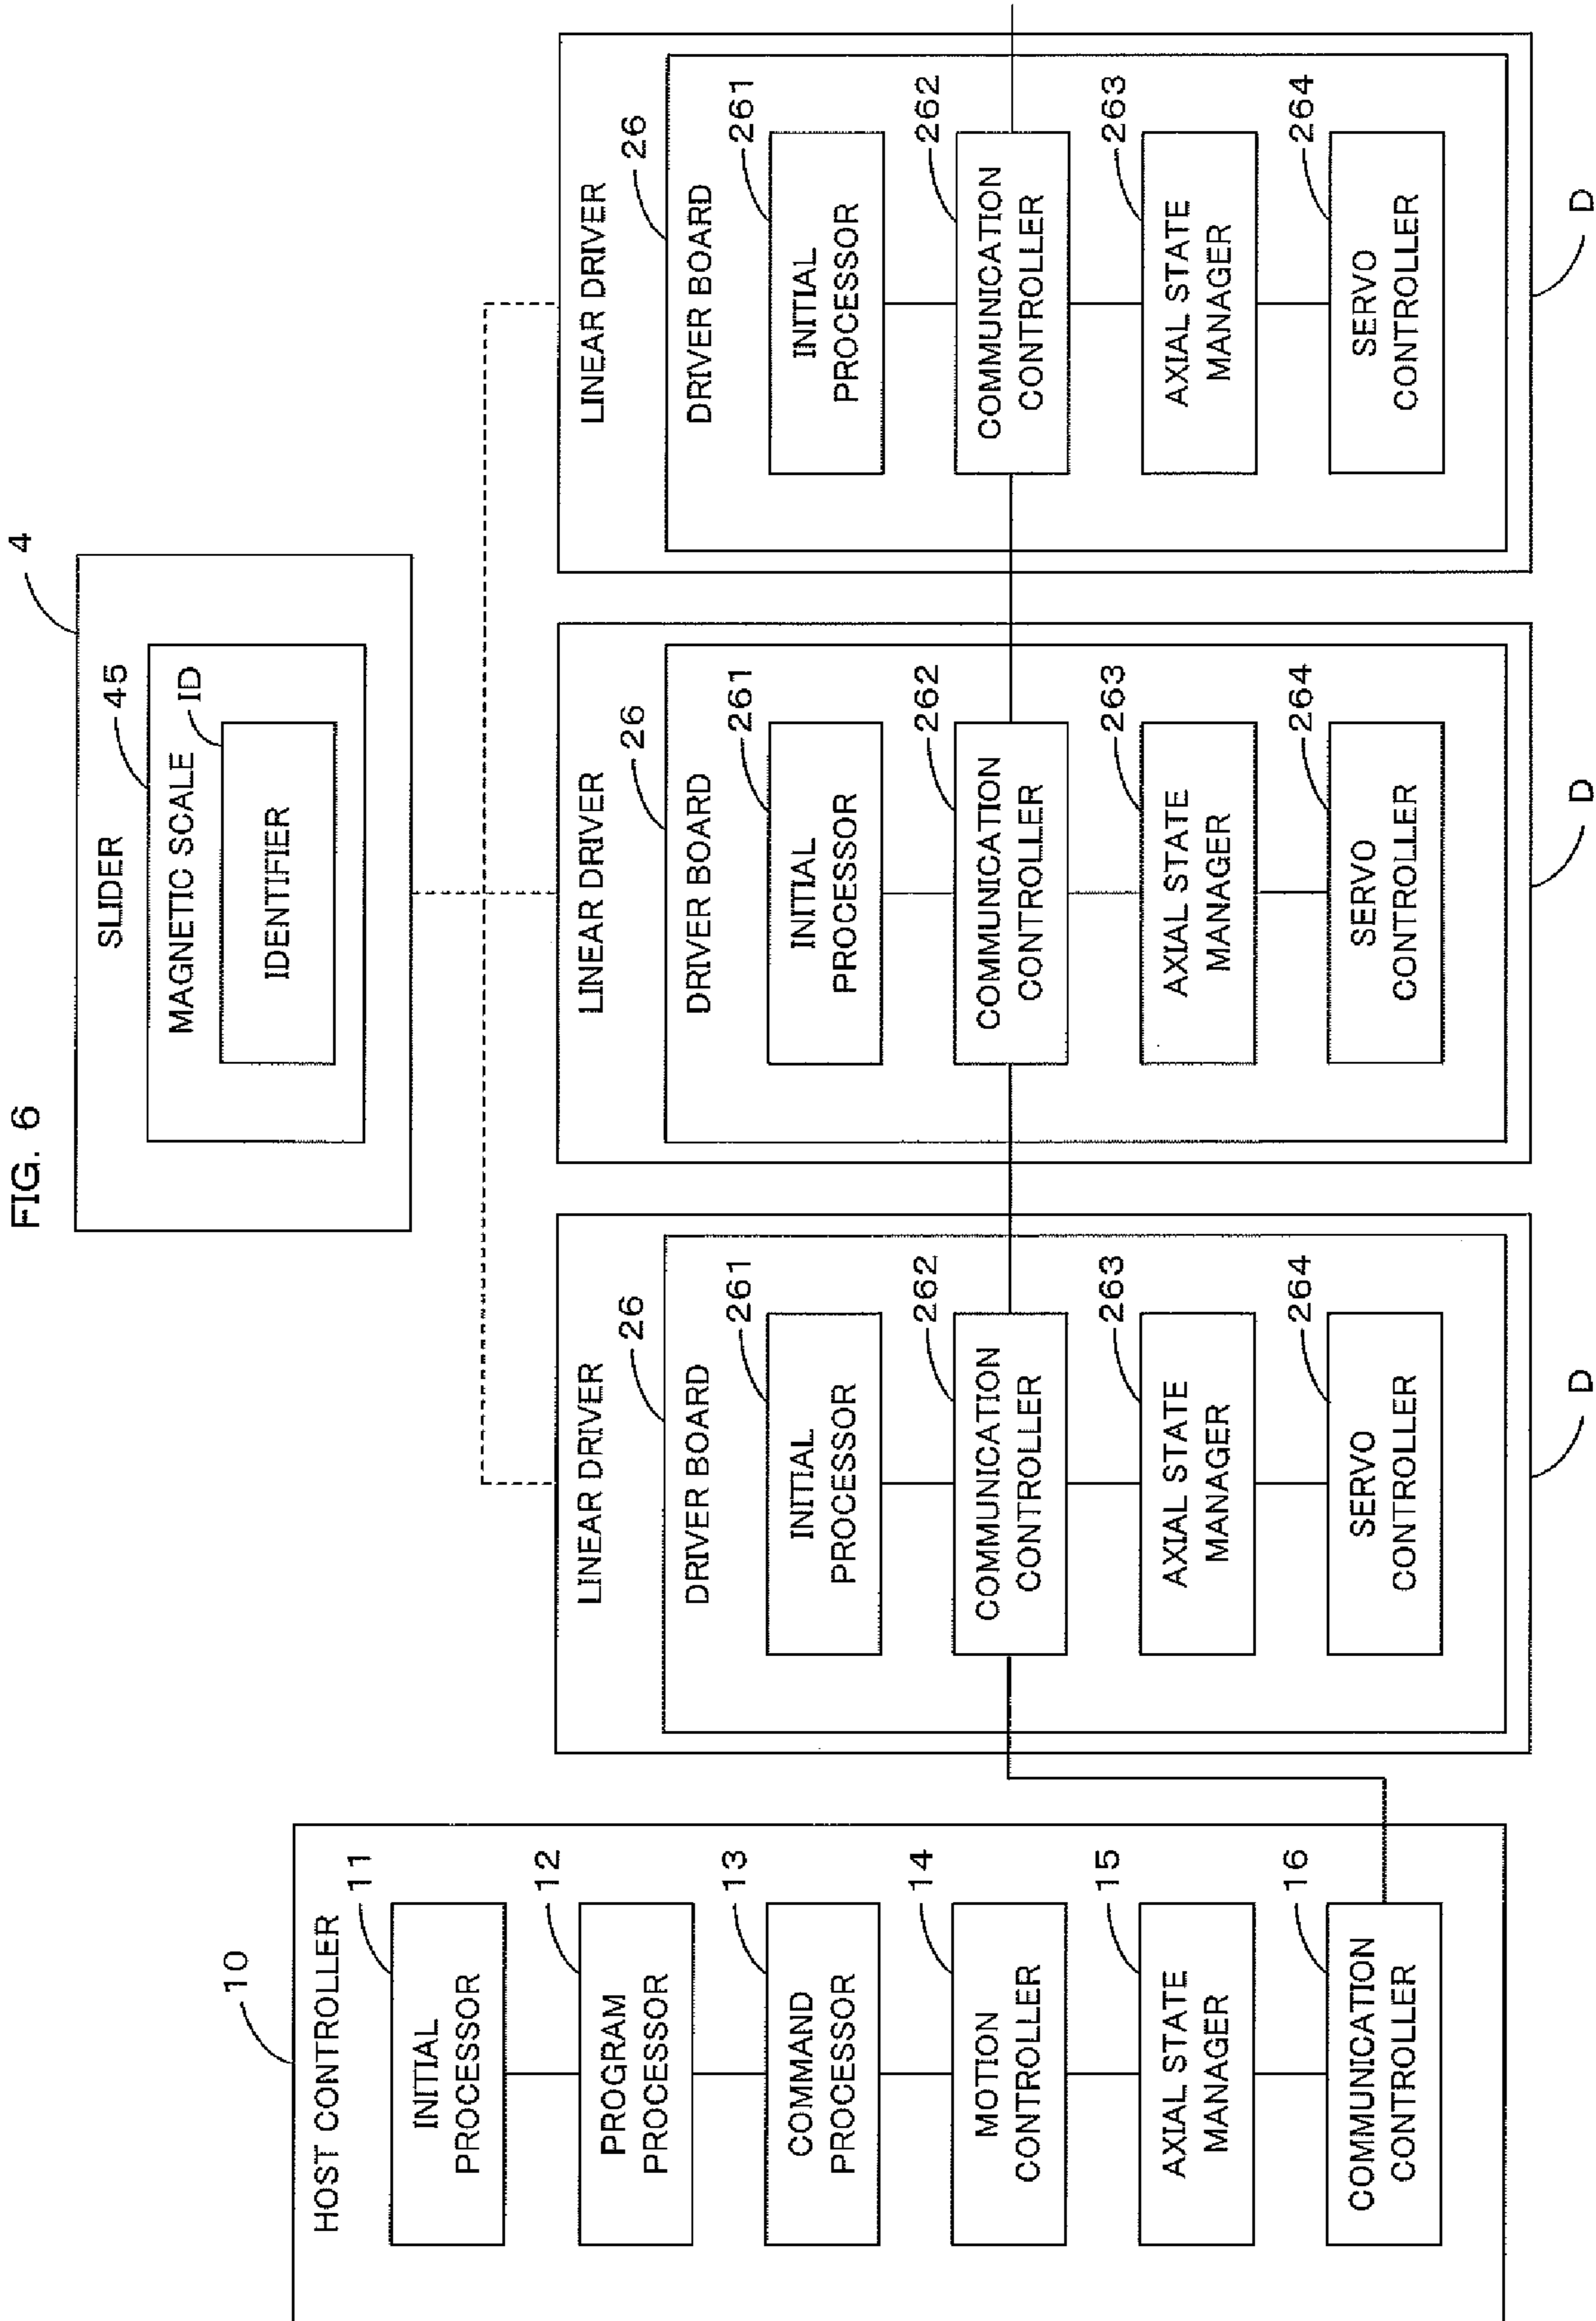 FIG. 6
4
SLIDER
45
MAGNETIC SCALE
ID
IDENTIFIER
10
HOST CONTROLLER
11
INITIAL
PROCESSOR
12
PROGRAM
PROCESSOR
13
COMMAND
PROCESSOR
14
MOTION
CONTROLLER
15
AXIAL STATE
MANAGER
16
COMMUNICATION
CONTROLLER
LINEAR DRIVER
26
DRIVER BOARD
261
INITIAL
PROCESSOR
262
COMMUNICATION
CONTROLLER
263
AXIAL STATE
MANAGER
264
SERVO
CONTROLLER
D
LINEAR DRIVER
26
DRIVER BOARD
261
INITIAL
PROCESSOR
262
COMMUNICATION
CONTROLLER
263
AXIAL STATE
MANAGER
264
SERVO
CONTROLLER
D
LINEAR DRIVER
26
DRIVER BOARD
261
INITIAL
PROCESSOR
262
COMMUNICATION
CONTROLLER
263
AXIAL STATE
MANAGER
264
SERVO
CONTROLLER
D